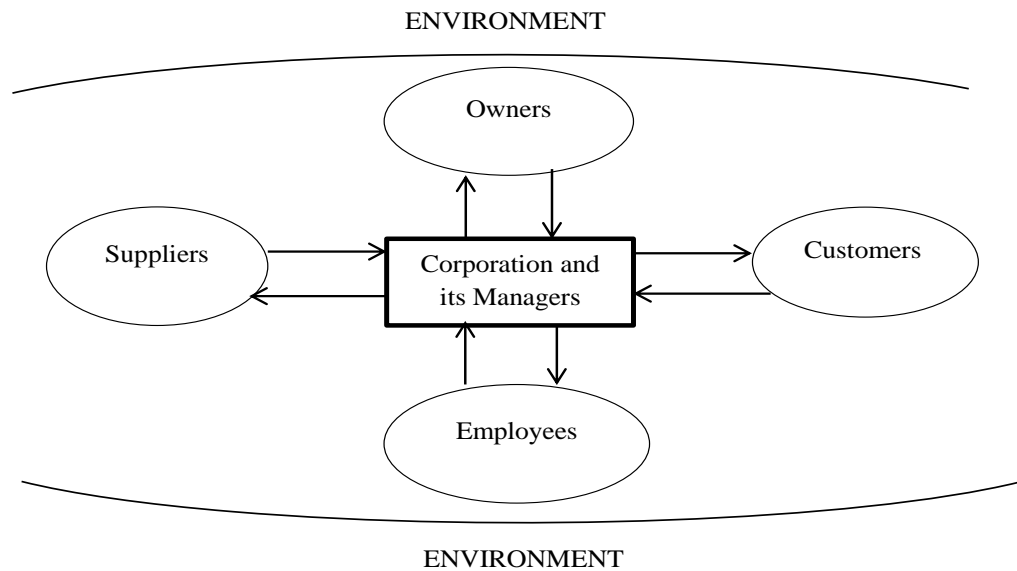 ENVIRONMENT
Owners
Suppliers
Corporation and
its Managers
Customers
Employees
ENVIRONMENT